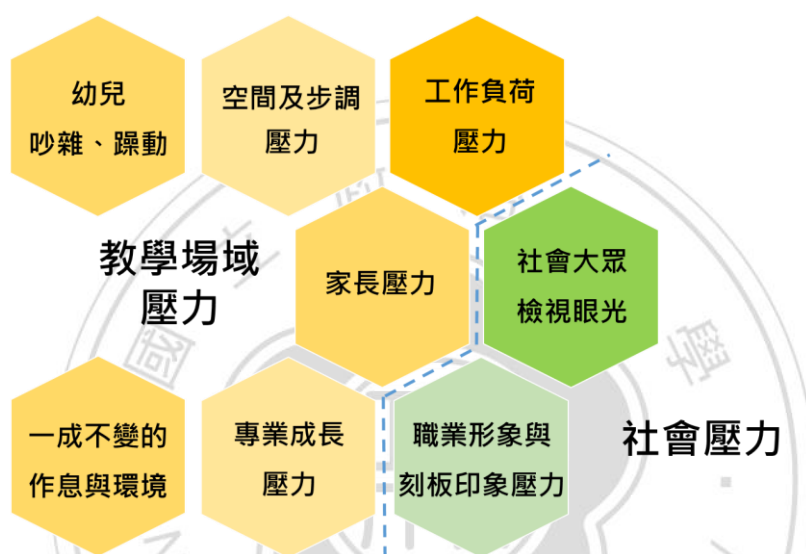 幼兒
吵雜、躁動
空間及步調
壓力
工作負荷
壓力
教學場域
壓力
家長壓力
社會大眾
檢視眼光
一成不變的
作息與環境
專業成長
壓力
職業形象與
刻板印象壓力
社會壓力
立
國
學